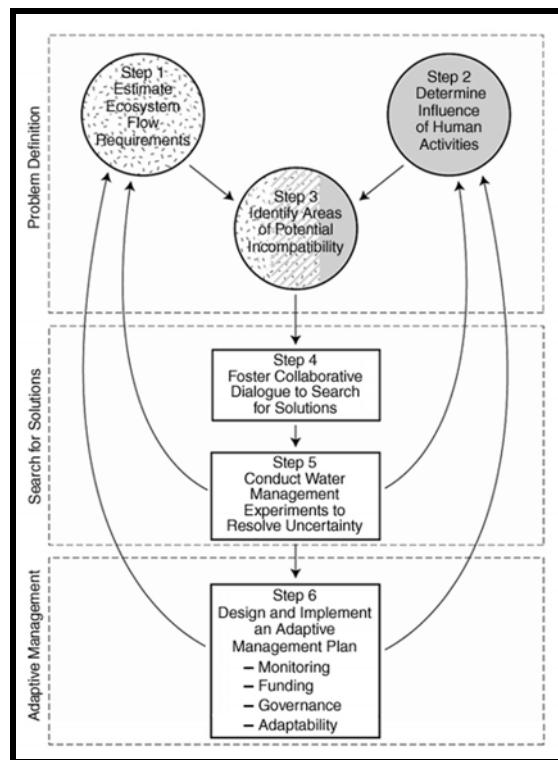 Problem Definition
Step 1
Estimate
Ecosystem
Flow
Requirements
Step 2
Determine
Influence
of Human
Activities
Step 3
Identify Areas
of Potential
Incompatibility
Search for Solutions
Step 4
Foster Collaborative
Dialogue to Search
for Solutions
Step 5
Conduct Water
Management
Experiments to
Resolve Uncertainty
Adaptive Management
Step 6
Design and Implement
an Adaptive
Management Plan
– Monitoring
– Funding
– Governance
– Adaptability